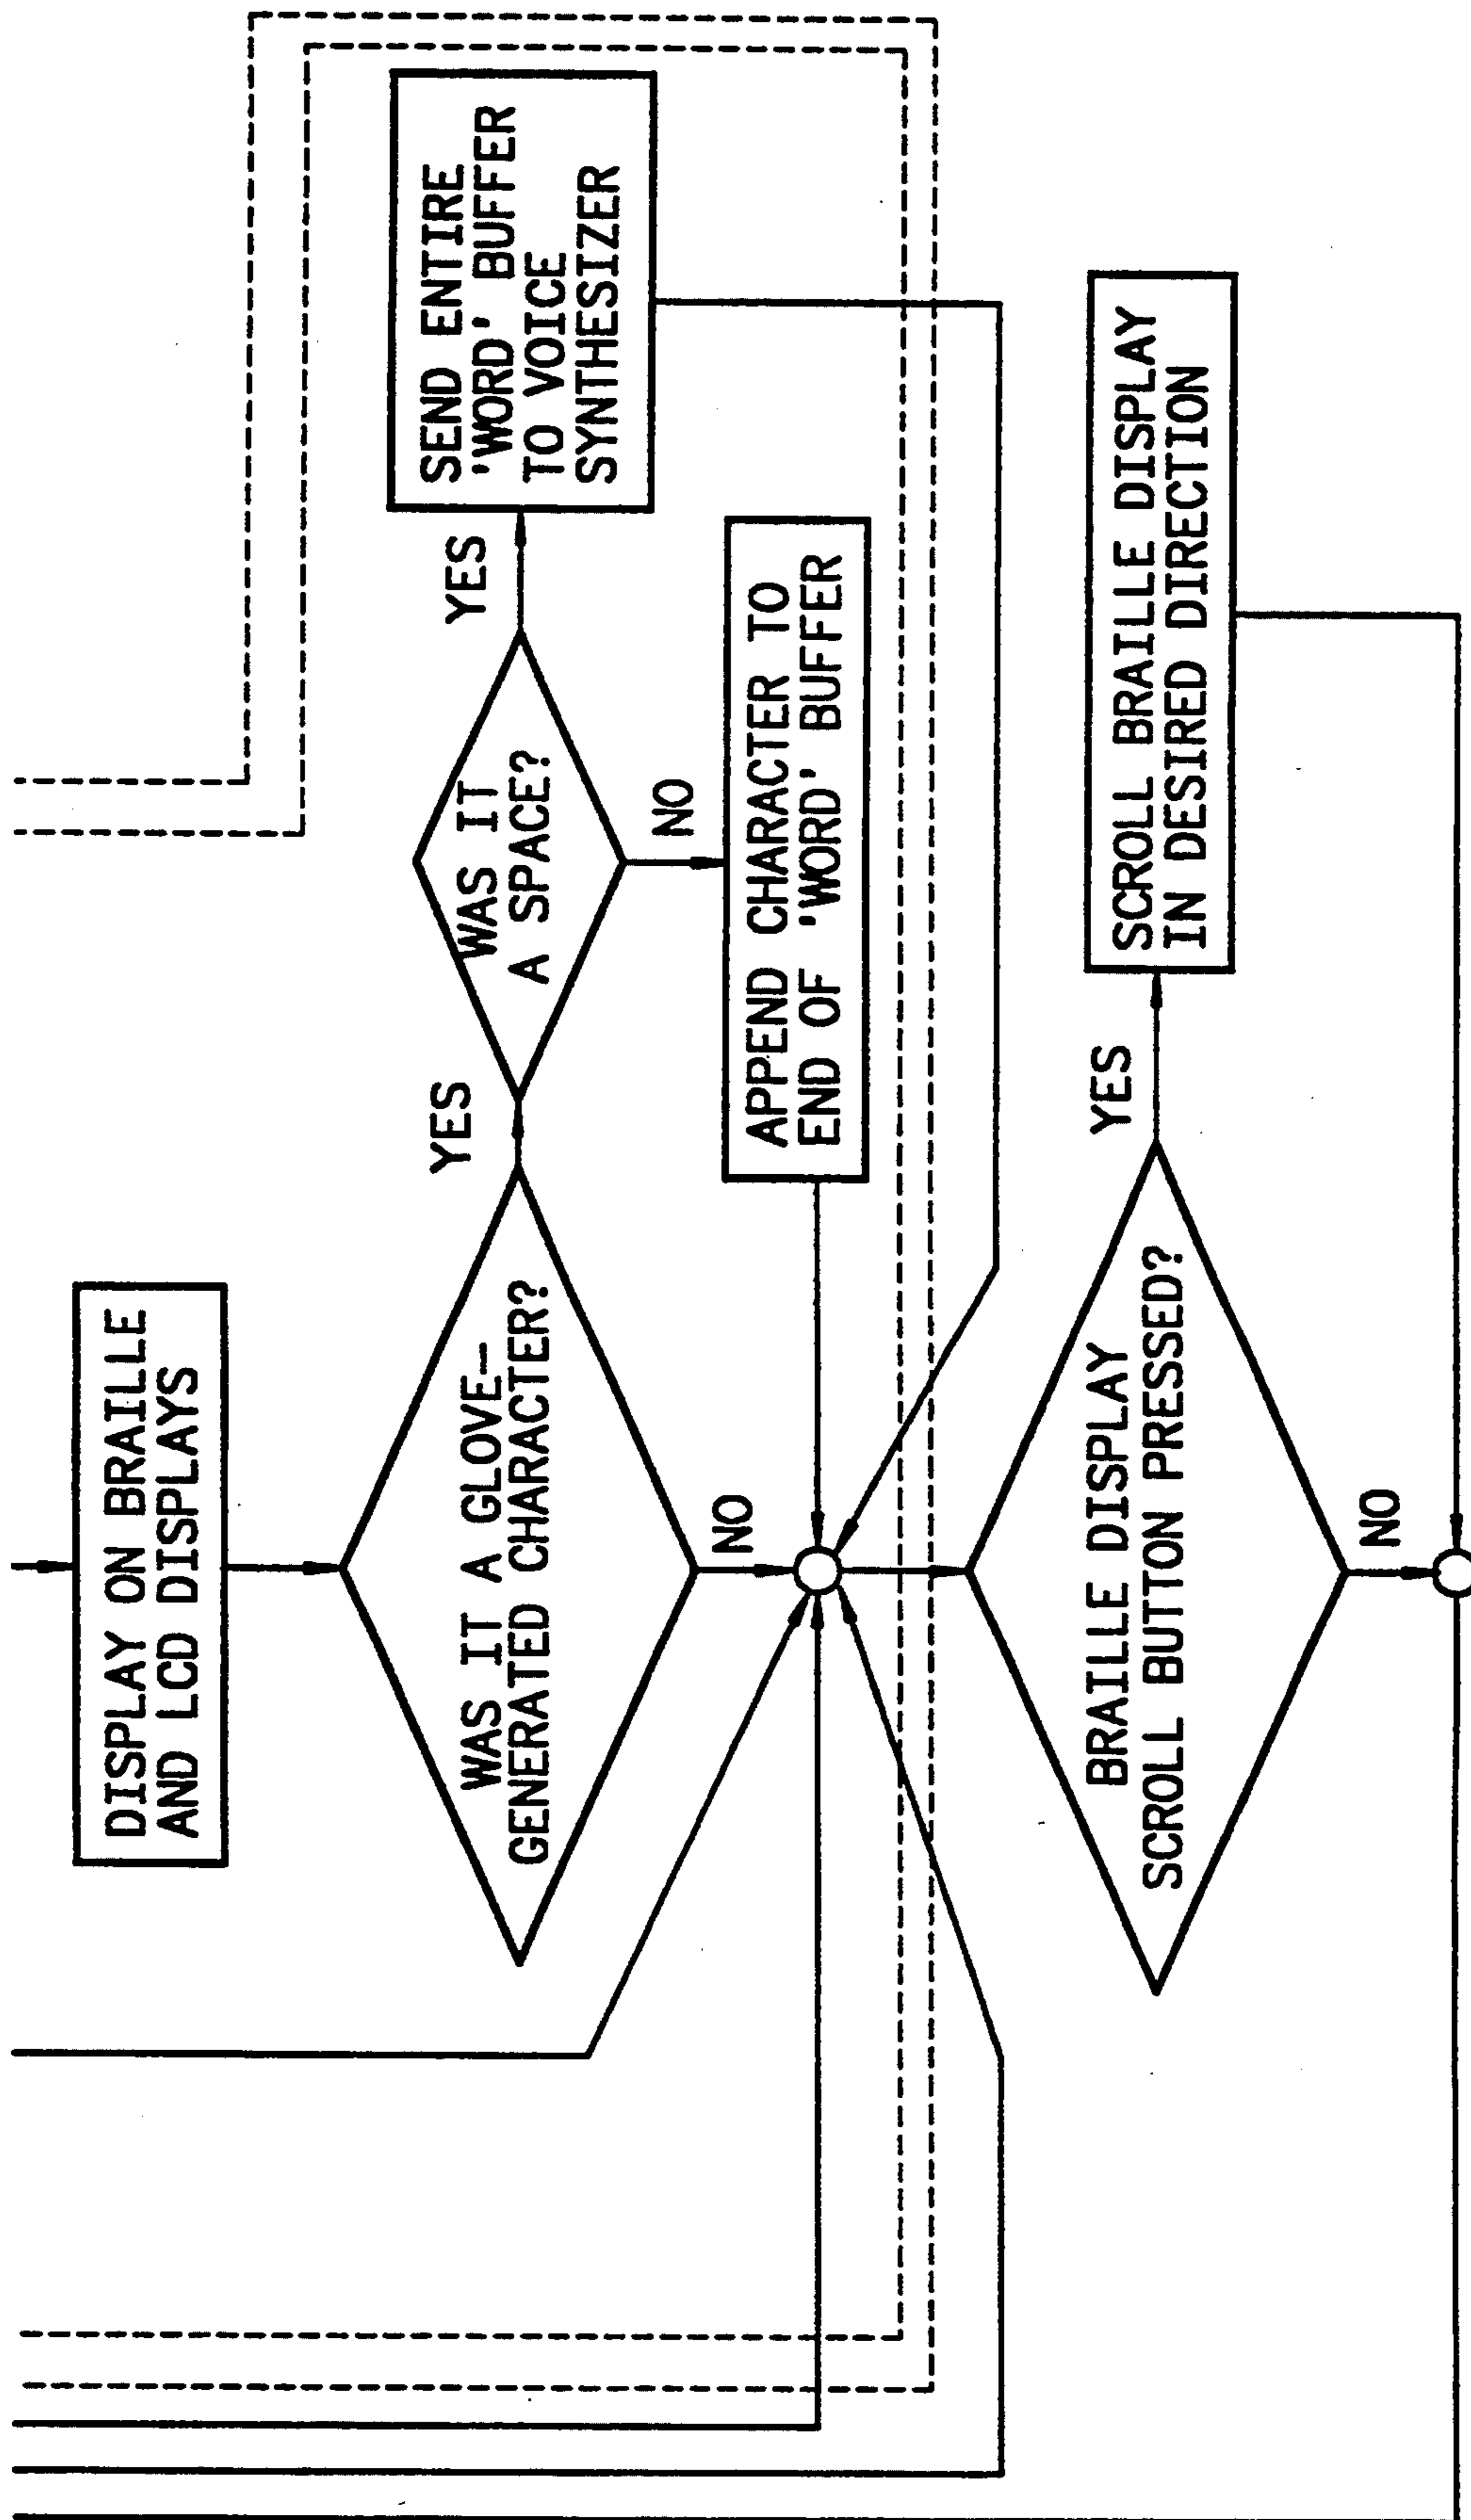 DISPLAY ON BRAILLE
AND LCD DISPLAYS
WAS IT A GLOVE—
GENERATED CHARACTER?
YES
NO
WAS IT
A SPACE?
YES
NO
SEND ENTIRE
'WORD' BUFFER
TO VOICE
SYNTHESIZER
APPEND CHARACTER TO
END OF 'WORD' BUFFER
BRAILLE DISPLAY
SCROLL BUTTON PRESSED?
YES
NO
SCROLL BRAILLE DISPLAY
IN DESIRED DIRECTION